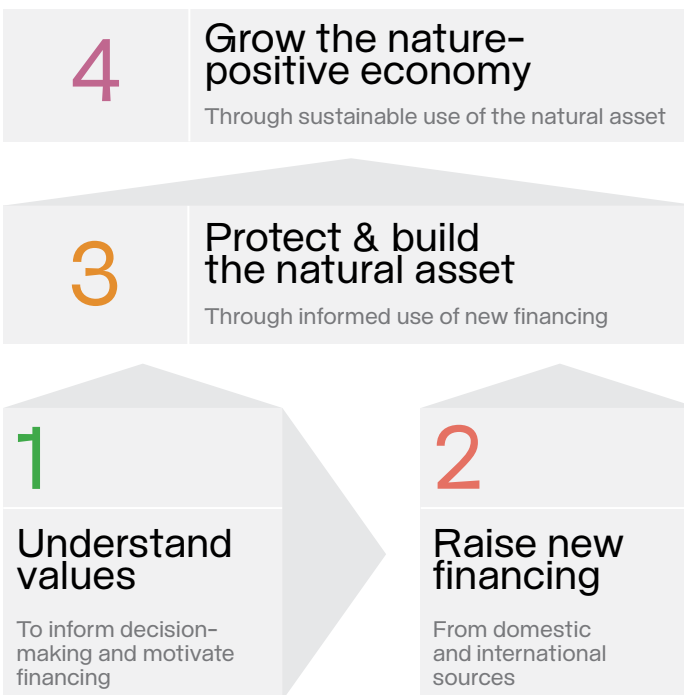 4
Grow the nature-
positive economy
Through sustainable use of the natural asset
3
Protect & build
the natural asset
Through informed use of new financing
1
Understand
values
To inform decision-
making and motivate
financing
2
Raise new
financing
From domestic
and international
sources